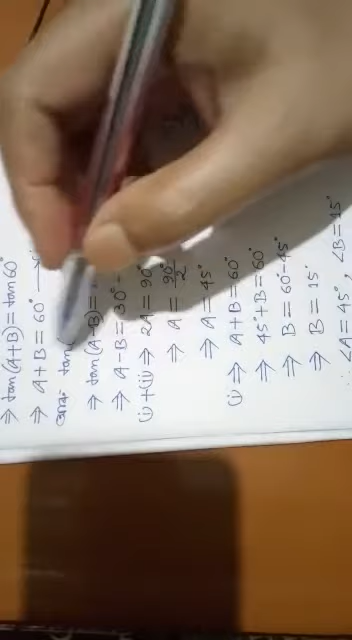 ⇒ tan(A+B) = tan60°
⇒ A+B = 60°
tan
⇒ tan(A-B) =
⇒ A-B = 30°
(i)+(ii) ⇒ 2A = 90°
⇒ A = 90°/2
⇒ A = 45°
(i) ⇒ A+B = 60°
⇒ 45°+B = 60°
⇒ B = 60°-45°
⇒ B = 15°
∴ ∠A = 45°, ∠B = 15°